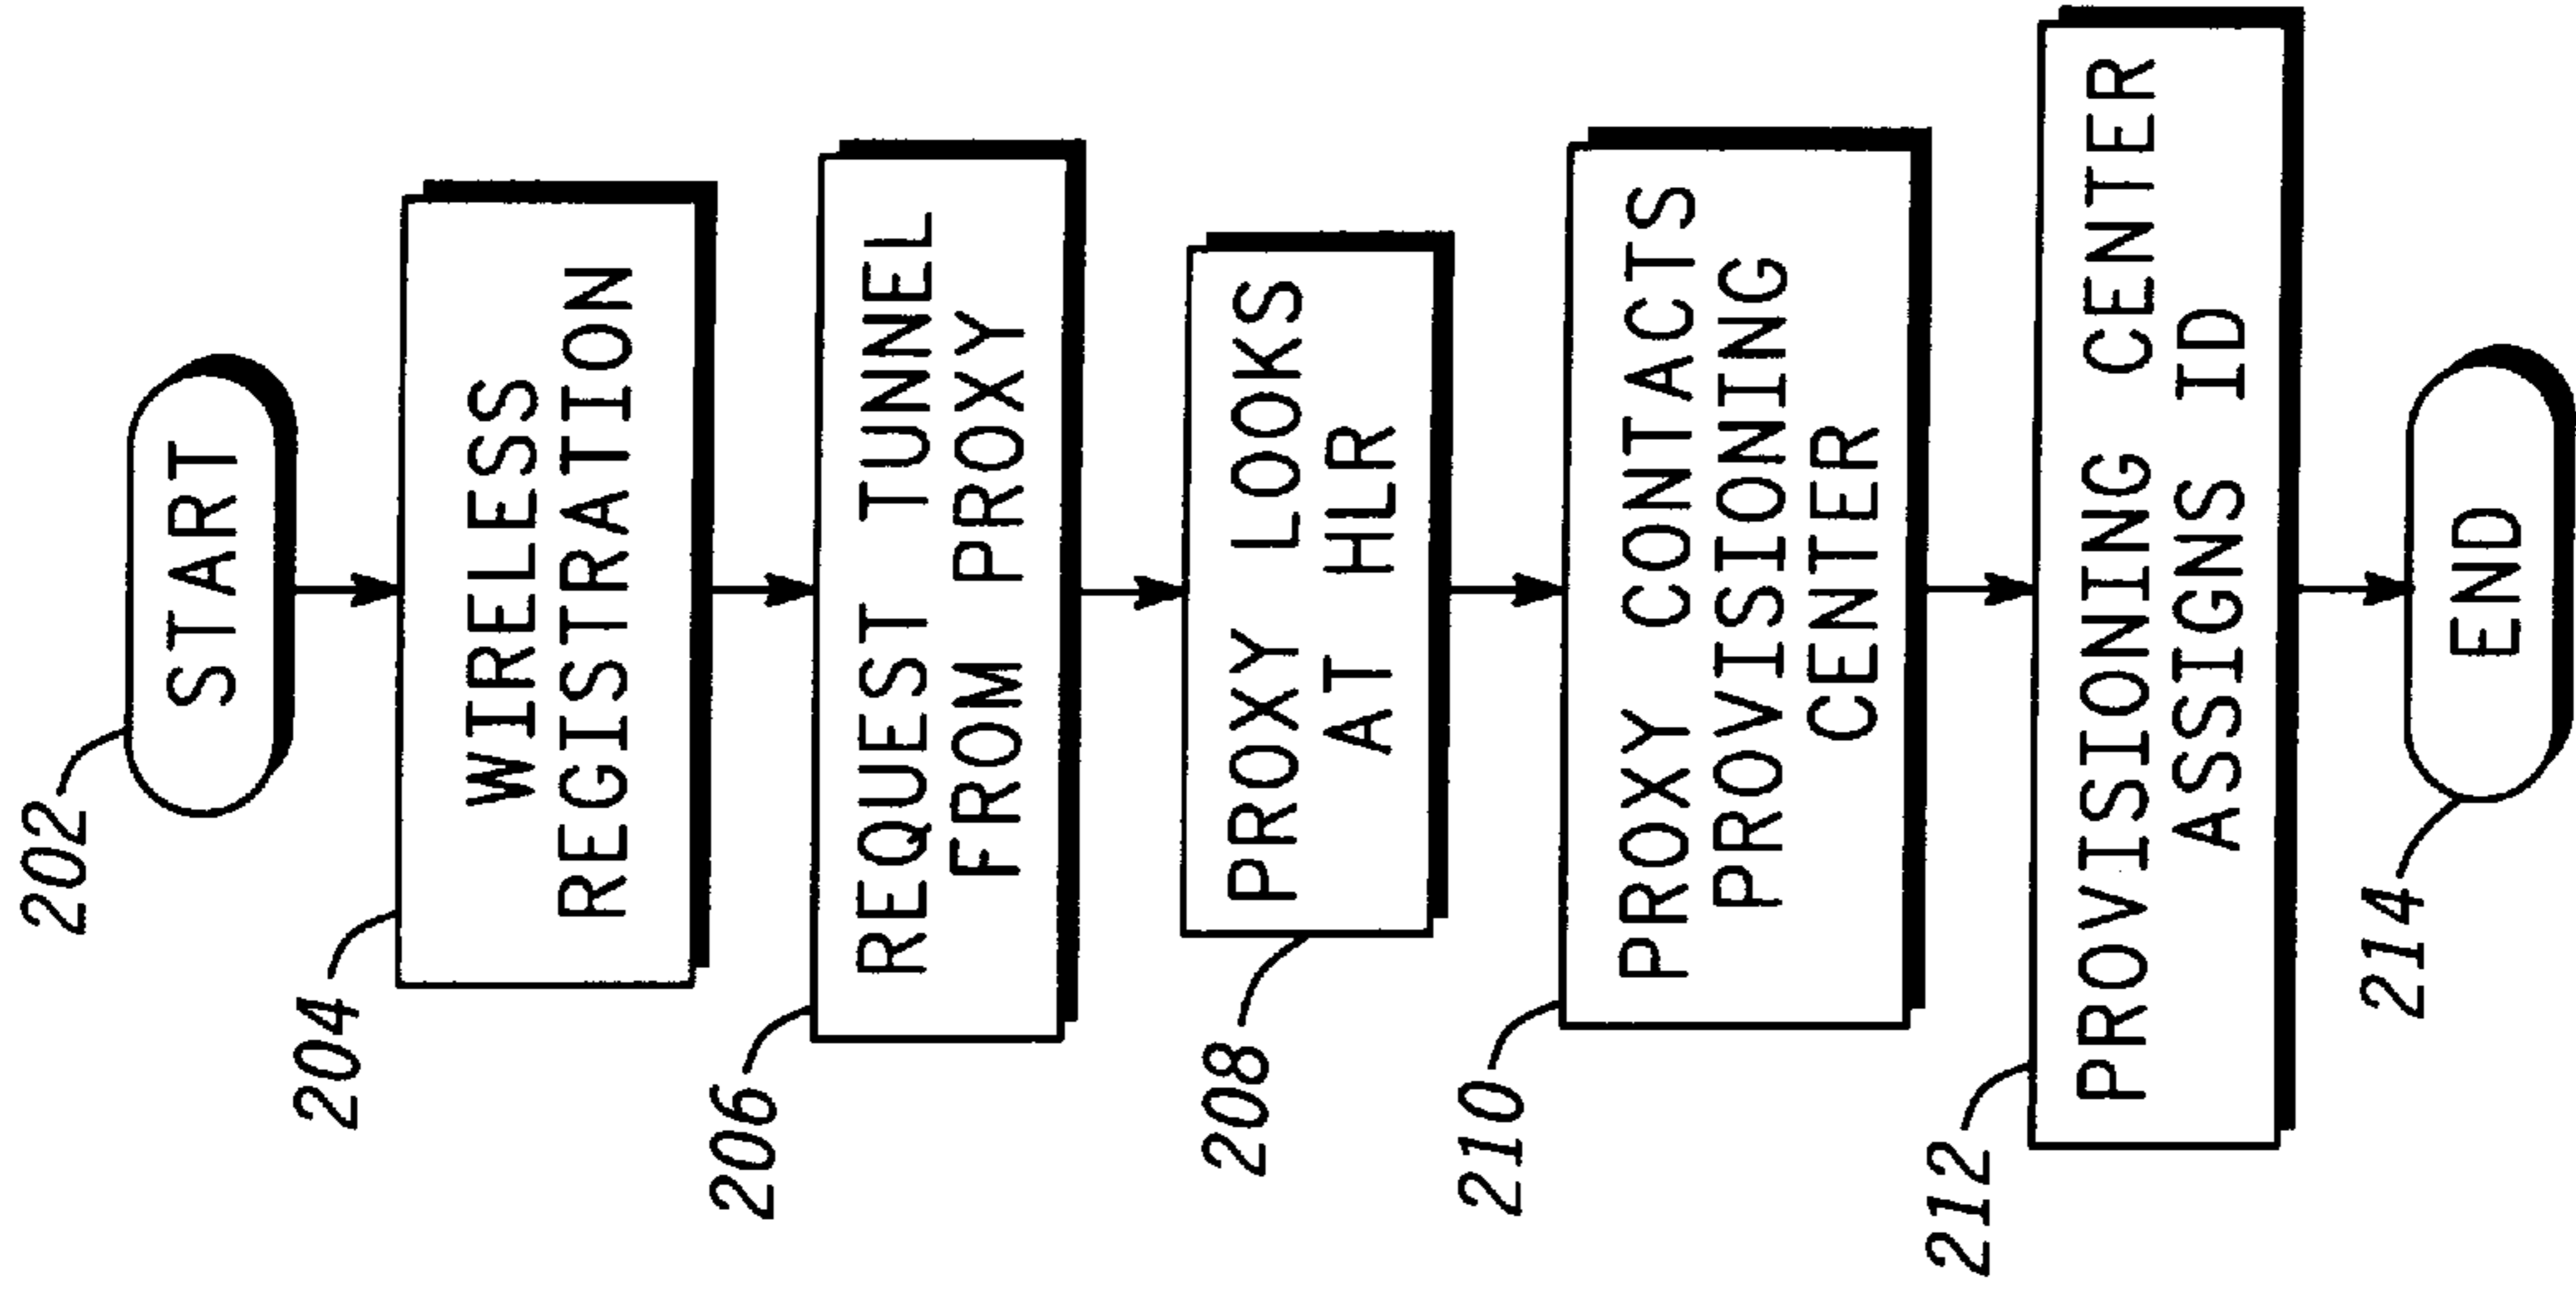 202
START
204
WIRELESS
REGISTRATION
206
REQUEST TUNNEL
FROM PROXY
208
PROXY LOOKS
AT HLR
210
PROXY CONTACTS
PROVISIONING
CENTER
212
PROVISIONING CENTER
ASSIGNS ID
214
END